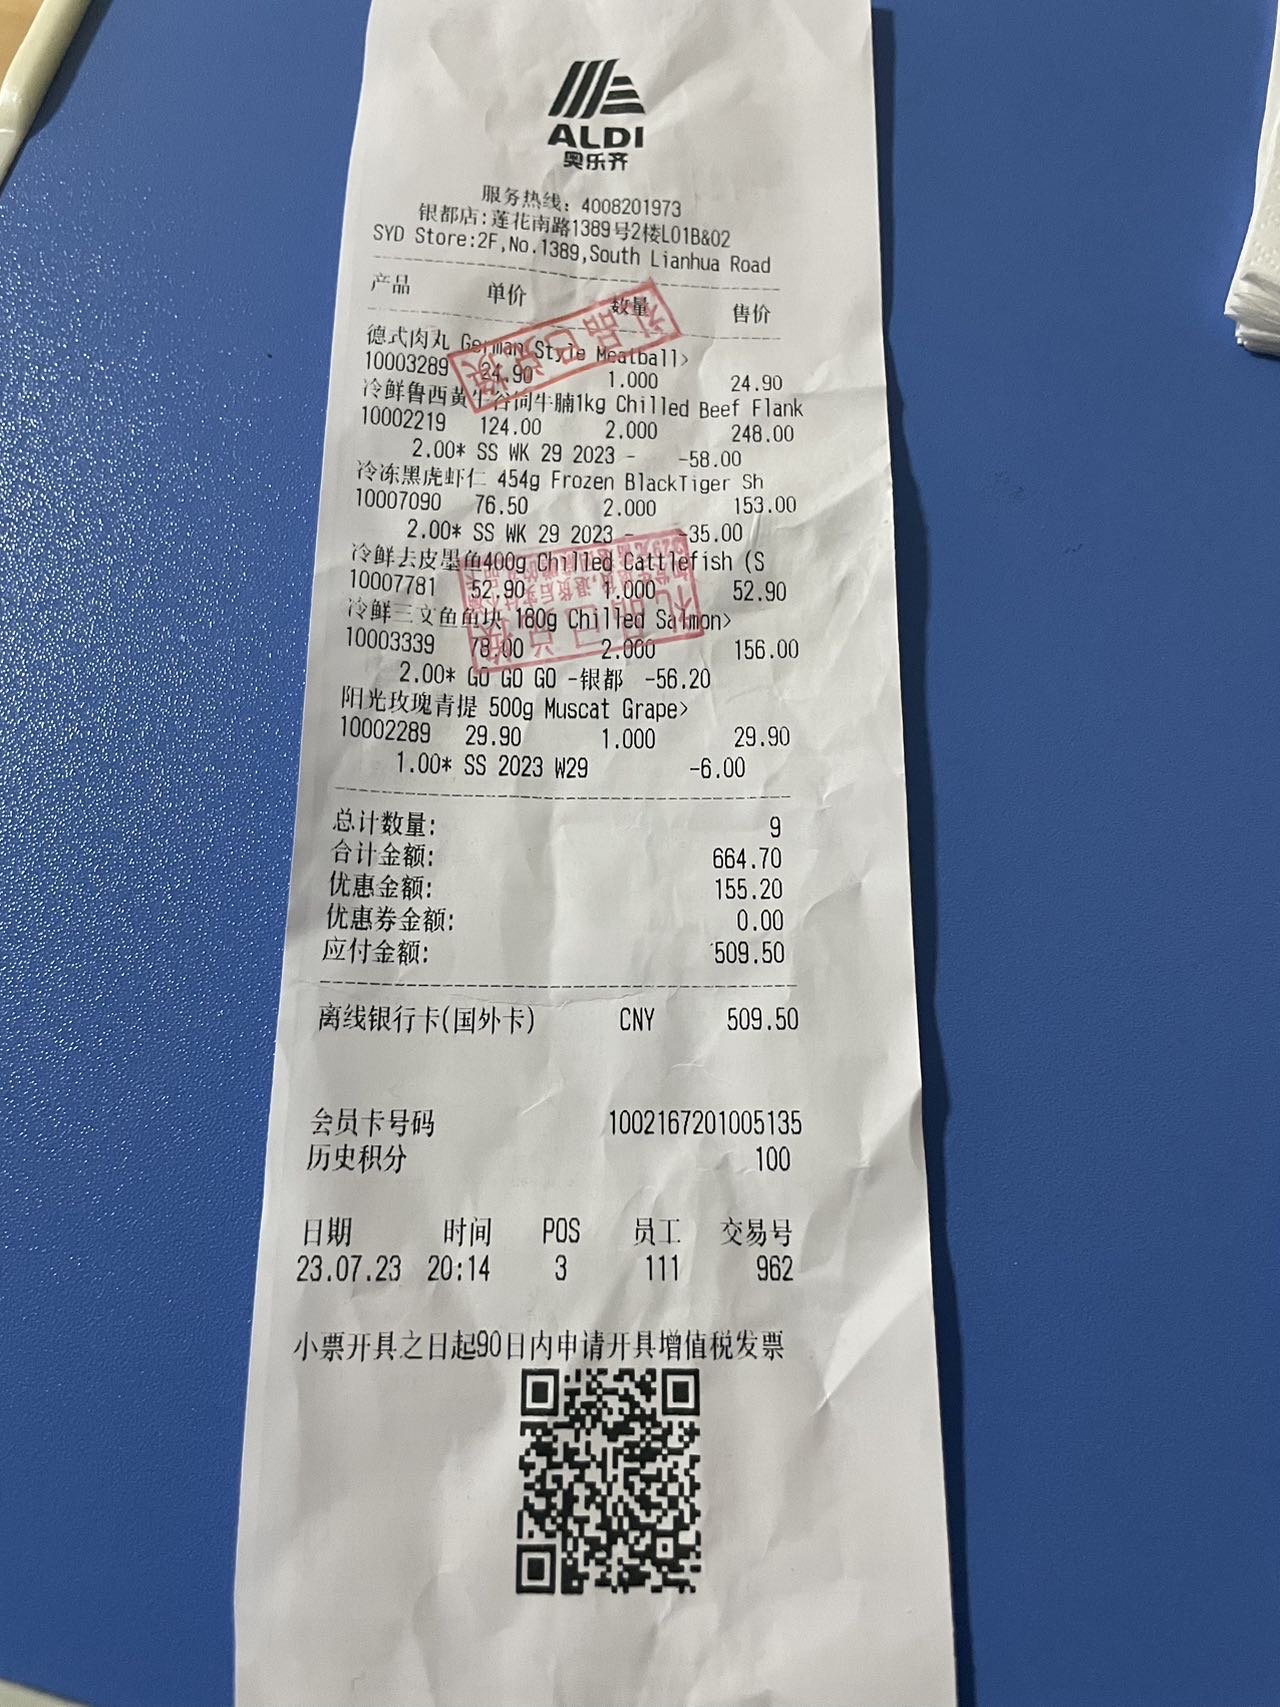 ALDI
奥乐齐
服务热线: 4008201973
银都店:莲花南路1389号2楼L01B&02
SYD Store:2F,No.1389,South Lianhua Road
产品 单价 数量 售价
德式肉丸 German Style Meatball>
10003289 24.90 1.000 24.90
冷鲜鲁西黄牛谷饲牛腩1kg Chilled Beef Flank
10002219 124.00 2.000 248.00
2.00* SS WK 29 2023 - -58.00
冷冻黑虎虾仁 454g Frozen BlackTiger Sh
10007090 76.50 2.000 153.00
2.00* SS WK 29 2023 - -35.00
冷鲜去皮墨鱼400g Chilled Cattlefish (S
10007781 52.90 1.000 52.90
冷鲜三文鱼鱼块 180g Chilled Salmon>
10003339 78.00 2.000 156.00
2.00* GO GO GO -银都 -56.20
阳光玫瑰青提 500g Muscat Grape>
10002289 29.90 1.000 29.90
1.00* SS 2023 W29 -6.00
总计数量: 9
合计金额: 664.70
优惠金额: 155.20
优惠券金额: 0.00
应付金额: 509.50
离线银行卡(国外卡) CNY 509.50
会员卡号码 1002167201005135
历史积分 100
日期 时间 POS 员工 交易号
23.07.23 20:14 3 111 962
小票开具之日起90日内申请开具增值税发票
礼品已兑换
礼品已兑换